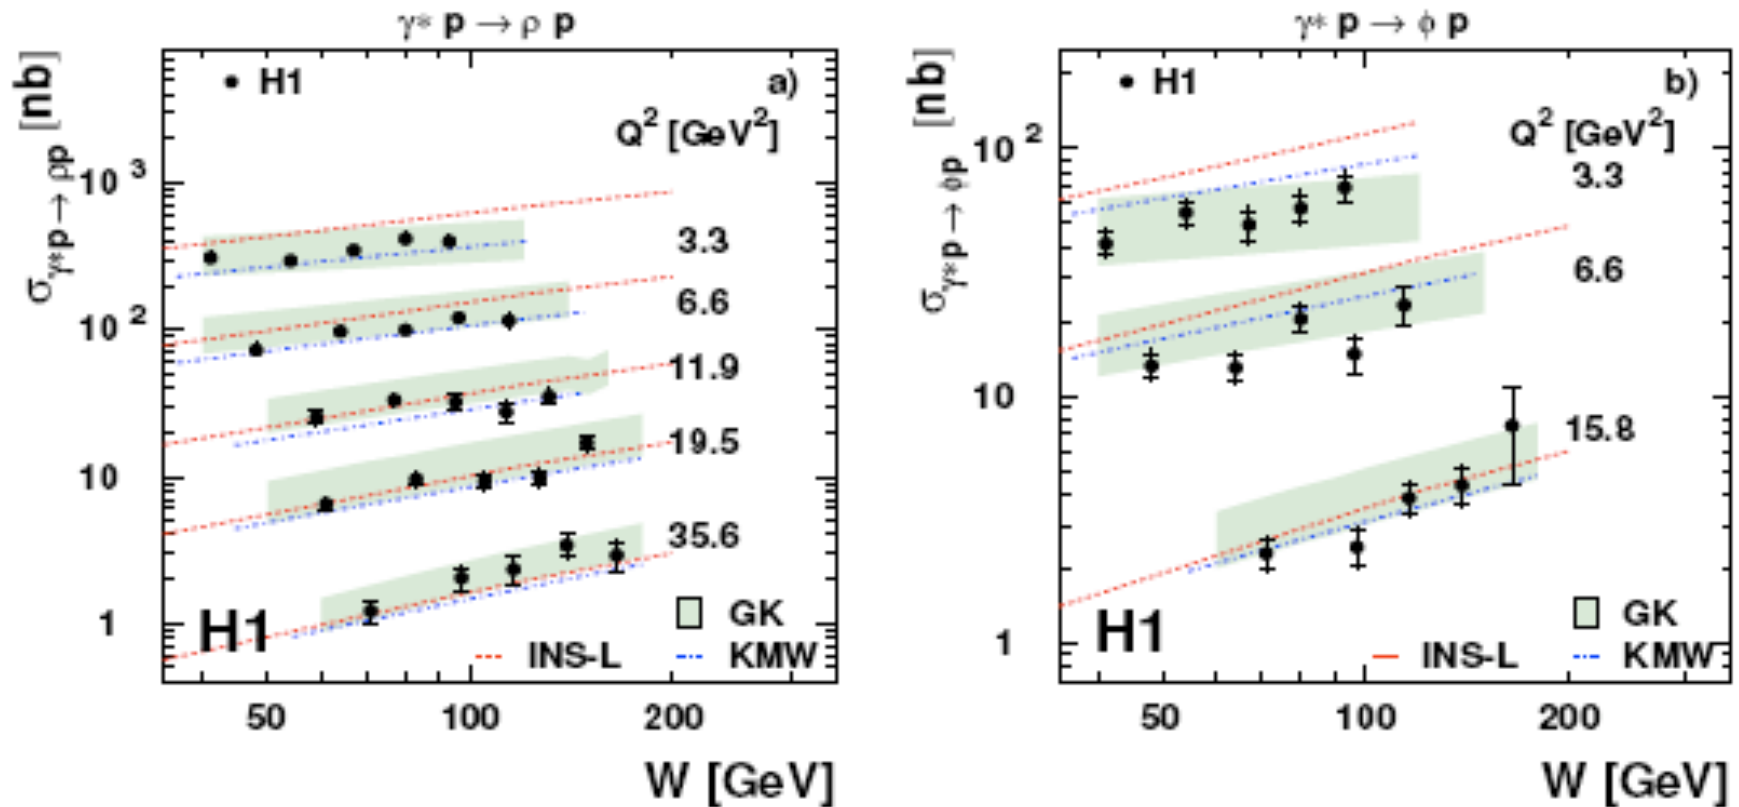 γ* p → ρ p
σγ*p→ρp [nb]
H1
a)
Q² [GeV²]
10³
3.3
6.6
10²
11.9
19.5
10
35.6
1
H1
GK
INS-L
KMW
50
100
200
W [GeV]
γ* p → ϕ p
σγ*p→ϕp [nb]
H1
b)
Q² [GeV²]
10²
3.3
6.6
10
15.8
1
H1
GK
INS-L
KMW
50
100
200
W [GeV]